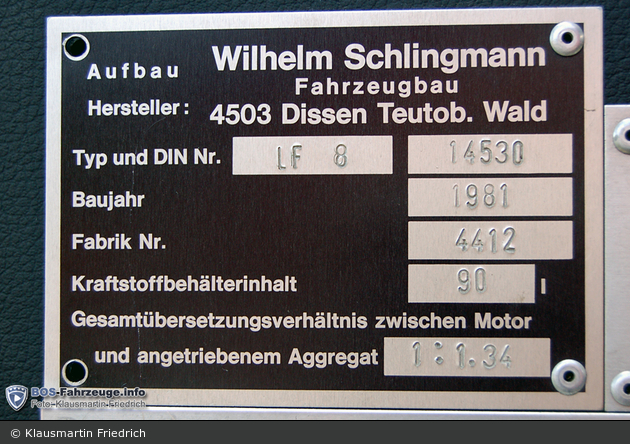 Aufbau Wilhelm Schlingmann
Fahrzeugbau
Hersteller: 4503 Dissen Teutob. Wald
Typ und DIN Nr. LF 8 14530
Baujahr 1981
Fabrik Nr. 4412
Kraftstoffbehälterinhalt 90 l
Gesamtübersetzungsverhältnis zwischen Motor
und angetriebenem Aggregat 1:1.34
BOS-Fahrzeuge.info
Foto: Klausmartin Friedrich
© Klausmartin Friedrich